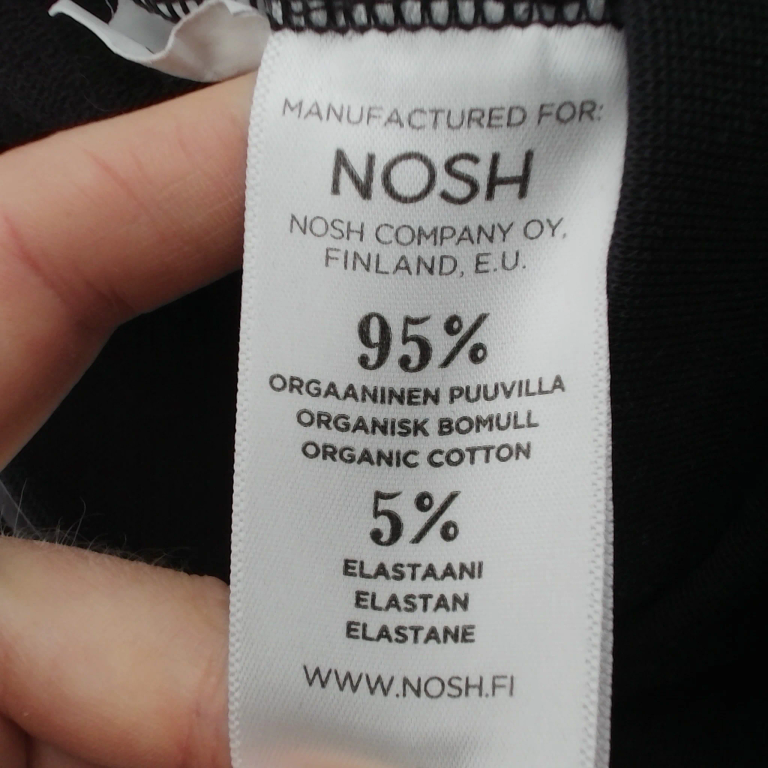 MANUFACTURED FOR:
NOSH
NOSH COMPANY OY,
FINLAND, E.U.
95%
ORGAANINEN PUUVILLA
ORGANISK BOMULL
ORGANIC COTTON
5%
ELASTAANI
ELASTAN
ELASTANE
WWW.NOSH.FI